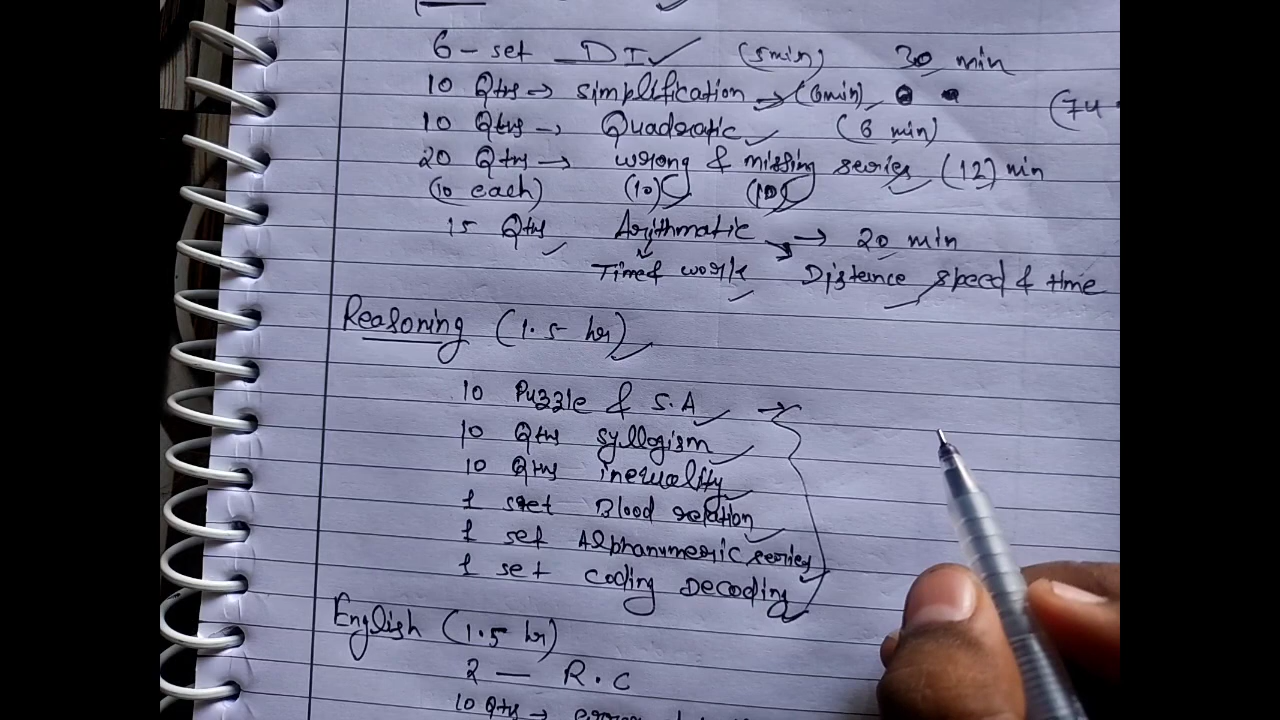 6 - set DI ✓ (5min) 30 min
10 Qtns → simplification → (6min) (74
10 Qtns → Quadratic (6 min)
20 Qtns → wrong & missing series (12) min
(10 each) (10) (10)
15 Qtns Arithmatic → 20 min
Time & work Distance speed & time
Reasoning (1.5 hr)
10 Puzzle & S.A →
10 Qtns syllogism
10 Qtns inequality
1 set Blood relation
1 set Alphanumeric series
1 set Coding Decoding
English (1.5 hr)
2 — R.C
10 Qtns →